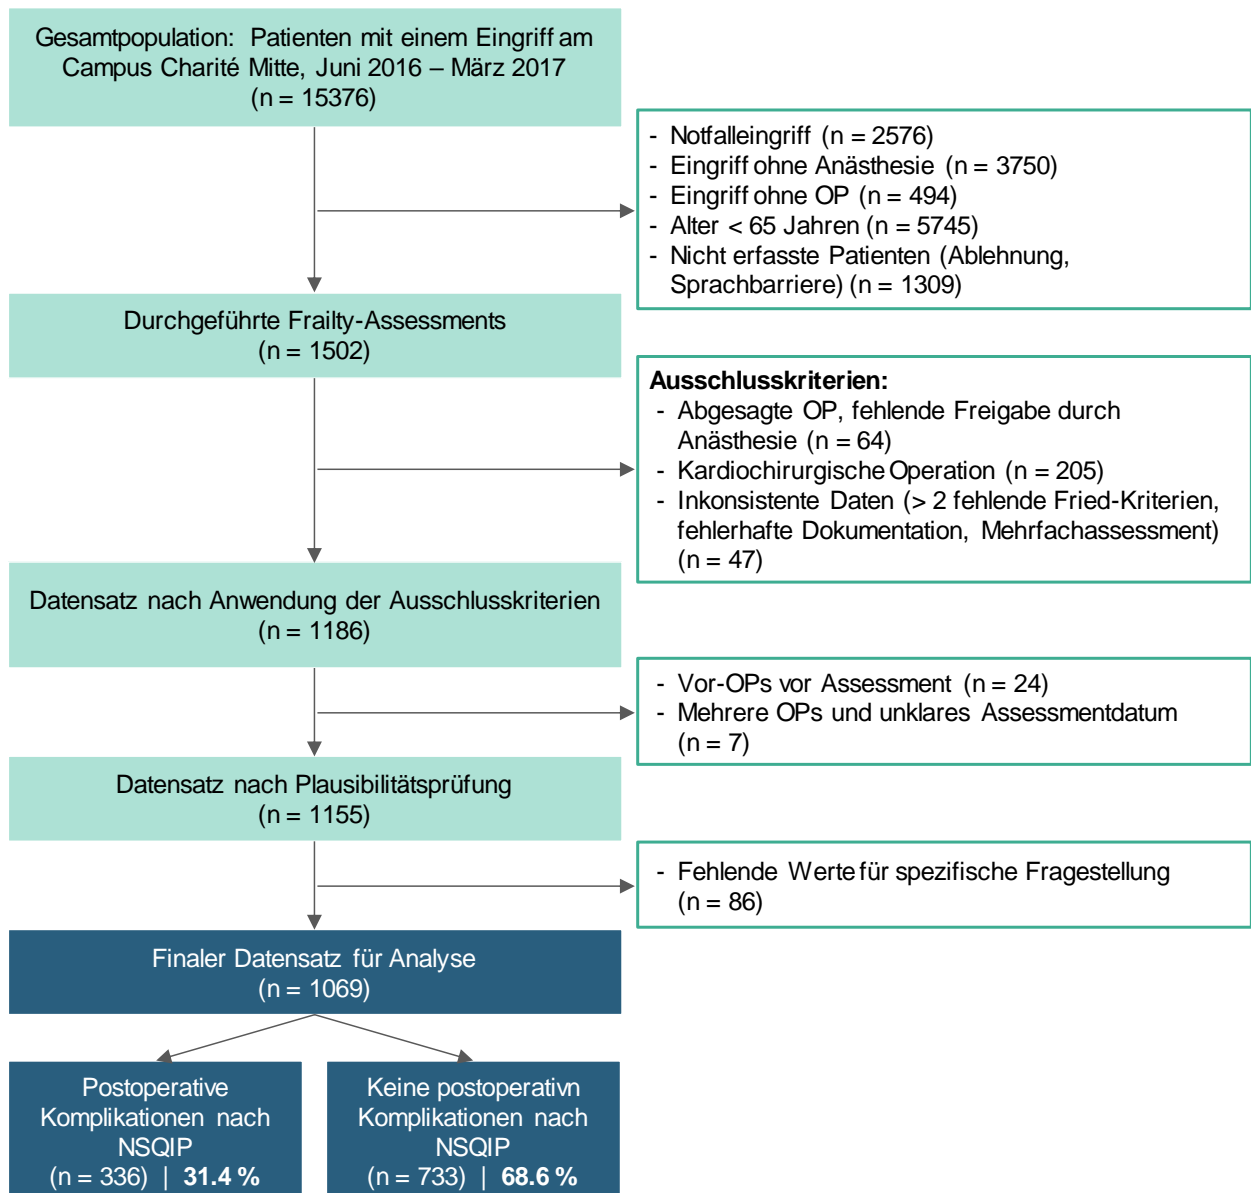 Gesamtpopulation: Patienten mit einem Eingriff am
Campus Charité Mitte, Juni 2016 – März 2017
(n = 15376)
- Notfalleingriff (n = 2576)
- Eingriff ohne Anästhesie (n = 3750)
- Eingriff ohne OP (n = 494)
- Alter < 65 Jahren (n = 5745)
- Nicht erfasste Patienten (Ablehnung,
Sprachbarriere) (n = 1309)
Durchgeführte Frailty-Assessments
(n = 1502)
Ausschlusskriterien:
- Abgesagte OP, fehlende Freigabe durch
Anästhesie (n = 64)
- Kardiochirurgische Operation (n = 205)
- Inkonsistente Daten (> 2 fehlende Fried-Kriterien,
fehlerhafte Dokumentation, Mehrfachassessment)
(n = 47)
Datensatz nach Anwendung der Ausschlusskriterien
(n = 1186)
- Vor-OPs vor Assessment (n = 24)
- Mehrere OPs und unklares Assessmentdatum
(n = 7)
Datensatz nach Plausibilitätsprüfung
(n = 1155)
- Fehlende Werte für spezifische Fragestellung
(n = 86)
Finaler Datensatz für Analyse
(n = 1069)
Postoperative
Komplikationen nach
NSQIP
(n = 336) | 31.4 %
Keine postoperativn
Komplikationen nach
NSQIP
(n = 733) | 68.6 %